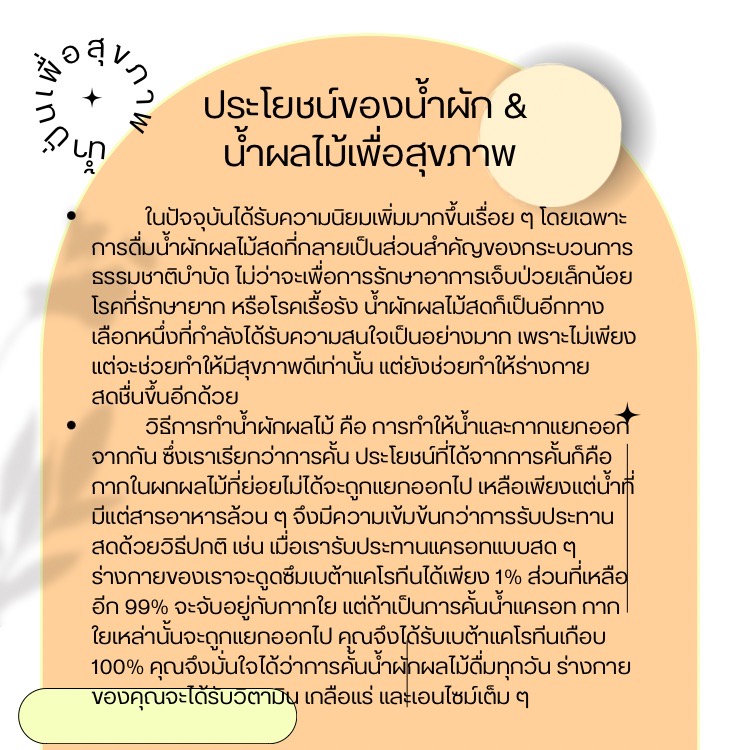 น้ำปั่นเพื่อสุขภาพ
ประโยชน์ของน้ำผัก &
น้ำผลไม้เพื่อสุขภาพ
• ในปัจจุบันได้รับความนิยมเพิ่มมากขึ้นเรื่อย ๆ โดยเฉพาะ
การดื่มน้ำผักผลไม้สดที่กลายเป็นส่วนสำคัญของกระบวนการ
ธรรมชาติบำบัด ไม่ว่าจะเพื่อการรักษาอาการเจ็บป่วยเล็กน้อย
โรคที่รักษายาก หรือโรคเรื้อรัง น้ำผักผลไม้สดก็เป็นอีกทาง
เลือกหนึ่งที่กำลังได้รับความสนใจเป็นอย่างมาก เพราะไม่เพียง
แต่จะช่วยทำให้มีสุขภาพดีเท่านั้น แต่ยังช่วยทำให้ร่างกาย
สดชื่นขึ้นอีกด้วย
• วิธีการทำน้ำผักผลไม้ คือ การทำให้น้ำและกากแยกออก
จากกัน ซึ่งเราเรียกว่าการคั้น ประโยชน์ที่ได้จากการคั้นก็คือ
กากในผกผลไม้ที่ย่อยไม่ได้จะถูกแยกออกไป เหลือเพียงแต่น้ำที่
มีแต่สารอาหารล้วน ๆ จึงมีความเข้มข้นกว่าการรับประทาน
สดด้วยวิธีปกติ เช่น เมื่อเรารับประทานแครอทแบบสด ๆ
ร่างกายของเราจะดูดซึมเบต้าแคโรทีนได้เพียง 1% ส่วนที่เหลือ
อีก 99% จะจับอยู่กับกากใย แต่ถ้าเป็นการคั้นน้ำแครอท กาก
ใยเหล่านั้นจะถูกแยกออกไป คุณจึงได้รับเบต้าแคโรทีนเกือบ
100% คุณจึงมั่นใจได้ว่าการคั้นน้ำผักผลไม้ดื่มทุกวัน ร่างกาย
ของคุณจะได้รับวิตามิน เกลือแร่ และเอนไซม์เต็ม ๆ